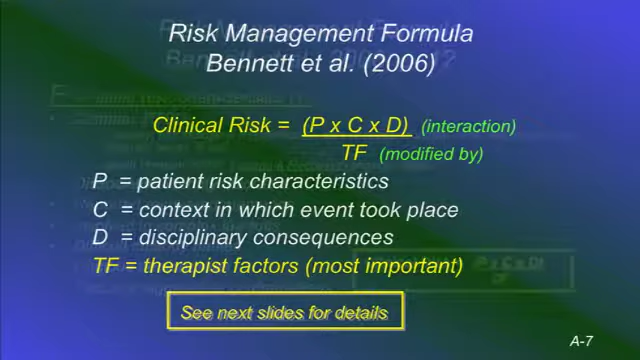 Risk Management Formula
Bennett et al. (2006)
Clinical Risk = (P x C x D) (interaction)
TF (modified by)
P = patient risk characteristics
C = context in which event took place
D = disciplinary consequences
TF = therapist factors (most important)
See next slides for details
A-7